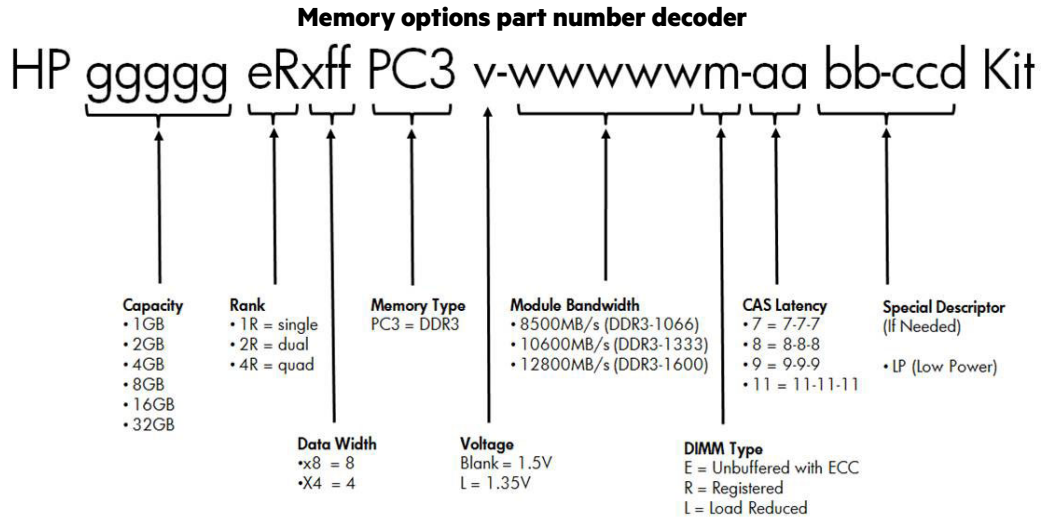 Memory options part number decoder
HP ggggg eRxff PC3 v-wwwwwm-aa bb-ccd Kit
Capacity
• 1GB
• 2GB
• 4GB
• 8GB
• 16GB
• 32GB
Rank
• 1R = single
• 2R = dual
• 4R = quad
Memory Type
PC3 = DDR3
Module Bandwidth
• 8500MB/s (DDR3-1066)
• 10600MB/s (DDR3-1333)
• 12800MB/s (DDR3-1600)
CAS Latency
• 7 = 7-7-7
• 8 = 8-8-8
• 9 = 9-9-9
• 11 = 11-11-11
Special Descriptor
(If Needed)
• LP (Low Power)
Data Width
•x8 = 8
•X4 = 4
Voltage
Blank = 1.5V
L = 1.35V
DIMM Type
E = Unbuffered with ECC
R = Registered
L = Load Reduced